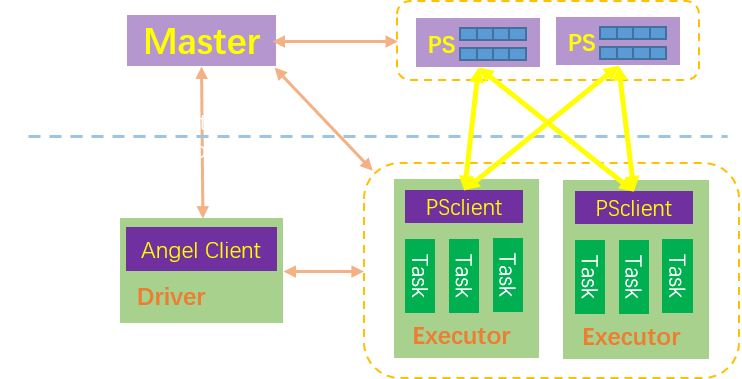 Master
PS
PS
PSclient
PSclient
Angel Client
Task
Task
Task
Task
Task
Task
Driver
Executor
Executor